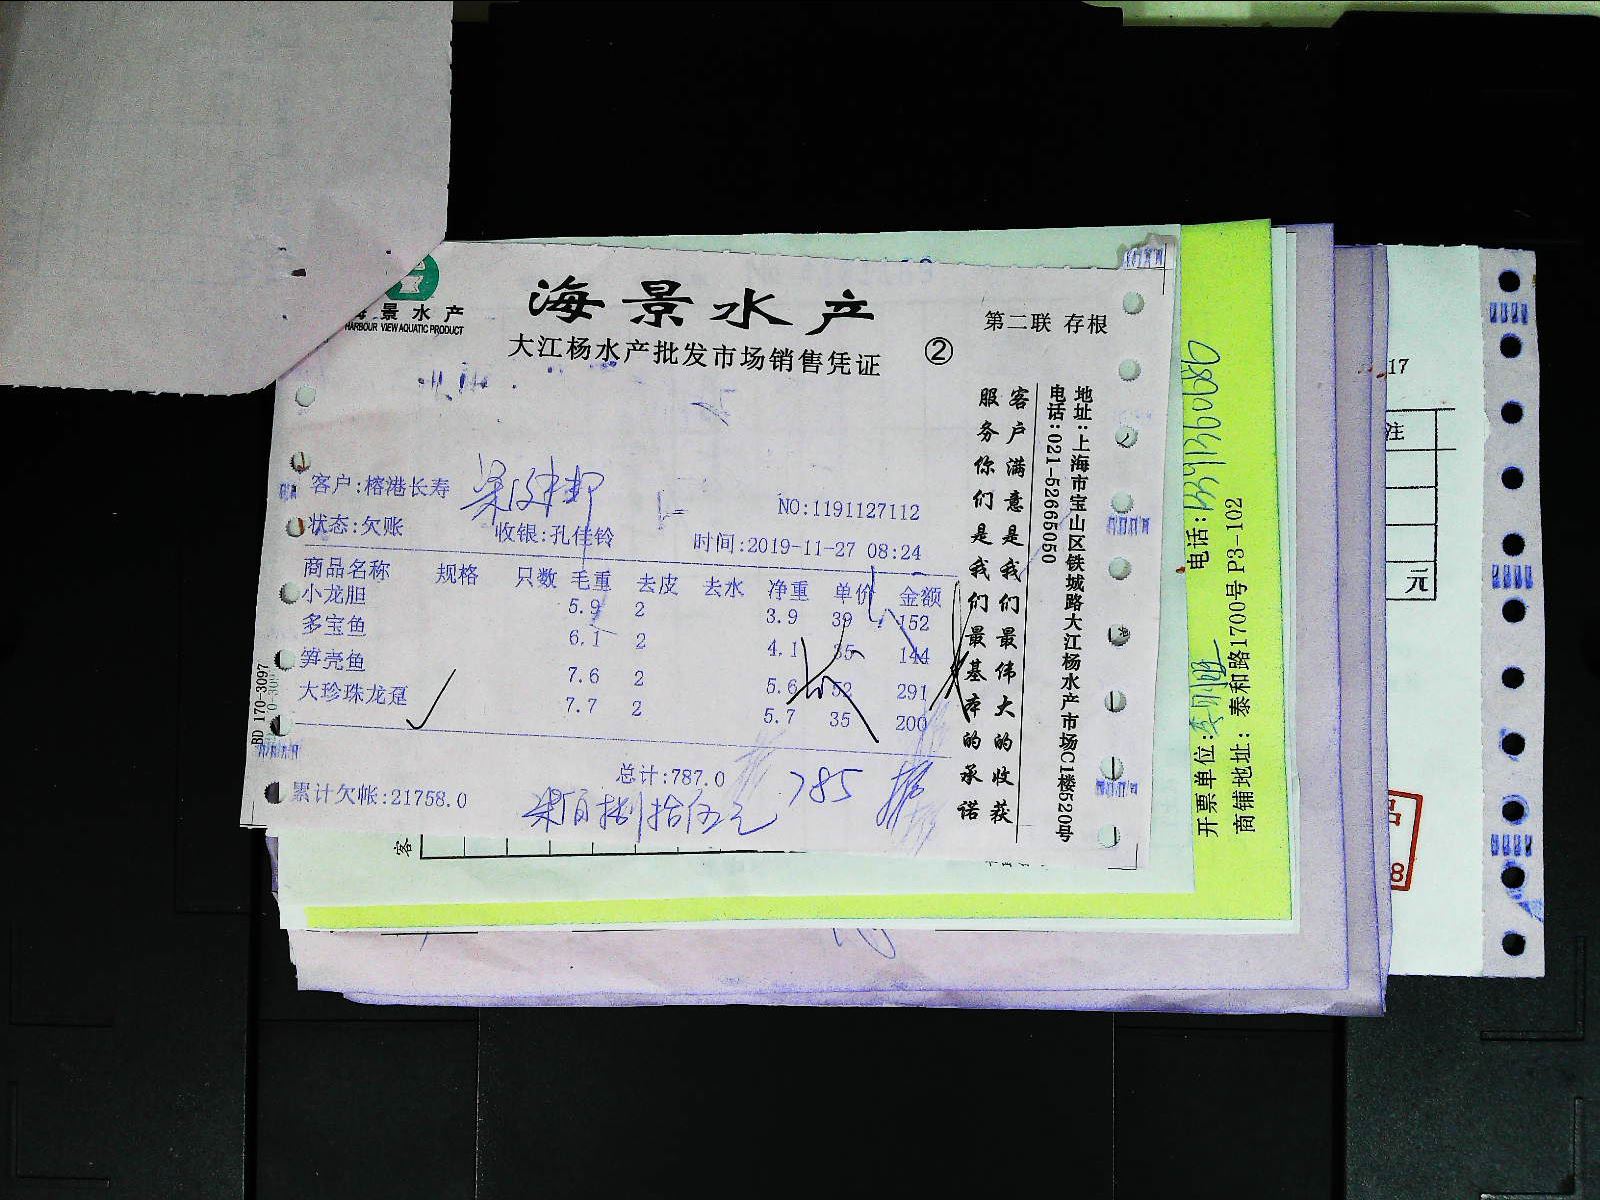 海景水产
HARBOUR VIEW AQUATIC PRODUCT
海景水产
大江杨水产批发市场销售凭证
②
第二联 存根
客户:榕港长寿
NO:1191127112
状态:欠账 收银:孔佳铃 时间:2019-11-27 08:24
商品名称 规格 只数 毛重 去皮 去水 净重 单价 金额
小龙胆 5.9 2 3.9 39 152
多宝鱼 6.1 2 4.1 35 144
笋壳鱼 7.6 2 5.6 52 291
大珍珠龙趸 7.7 2 5.7 35 200
总计:787.0
785
累计欠帐:21758.0
BD 170-3097
客户满意是我们最伟大的收获
服务你们是我们最基本的承诺
地址:上海市宝山区铁城路大江杨水产市场C1楼520号
电话:021-52665050
客
开票单位:
电话:
商铺地址: 泰和路1700号 P3-102
17
注
元
8